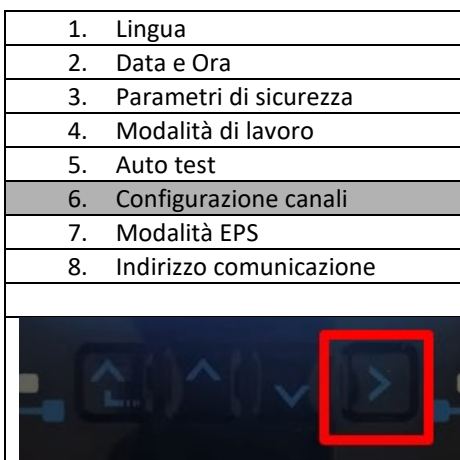 1. Lingua
2. Data e Ora
3. Parametri di sicurezza
4. Modalità di lavoro
5. Auto test
6. Configurazione canali
7. Modalità EPS
8. Indirizzo comunicazione